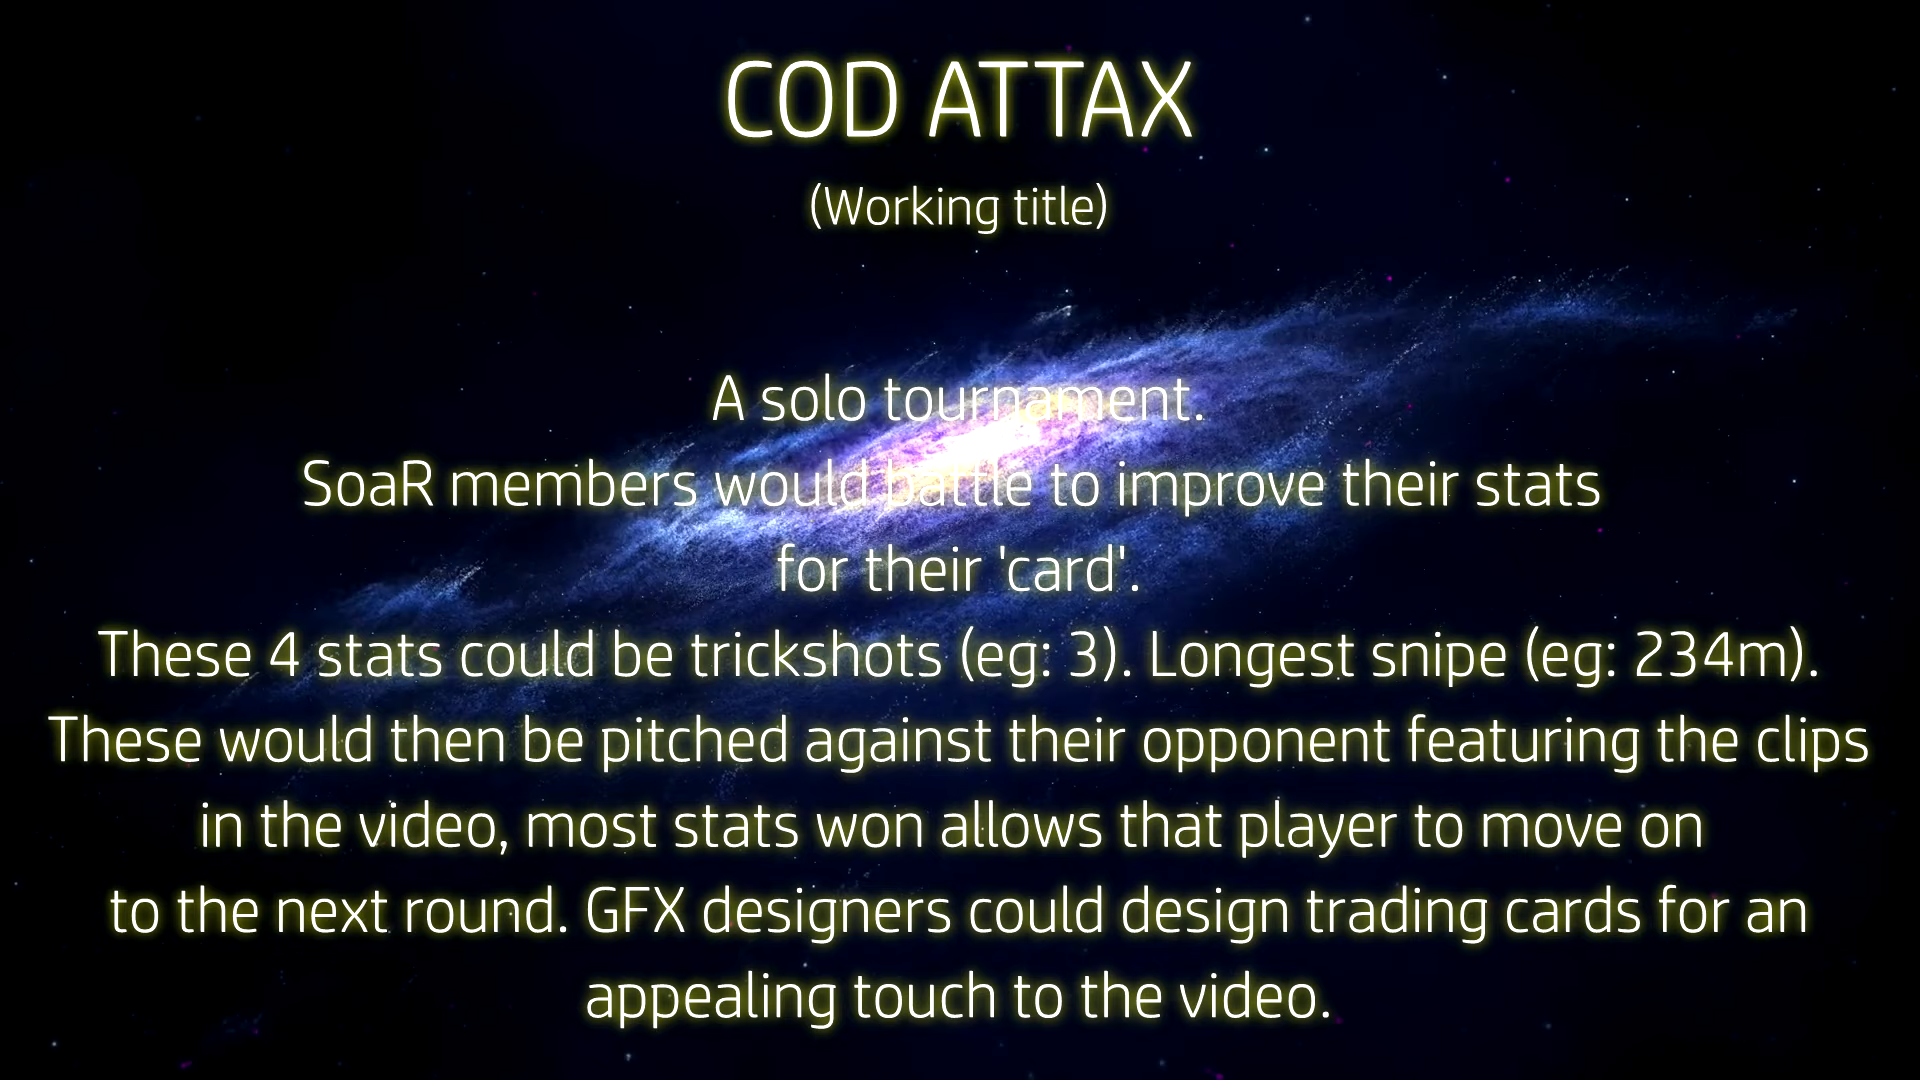 COD ATTAX
(Working title)
A solo tournament.
SoaR members would battle to improve their stats
for their 'card'.
These 4 stats could be trickshots (eg: 3). Longest snipe (eg: 234m).
These would then be pitched against their opponent featuring the clips
in the video, most stats won allows that player to move on
to the next round. GFX designers could design trading cards for an
appealing touch to the video.